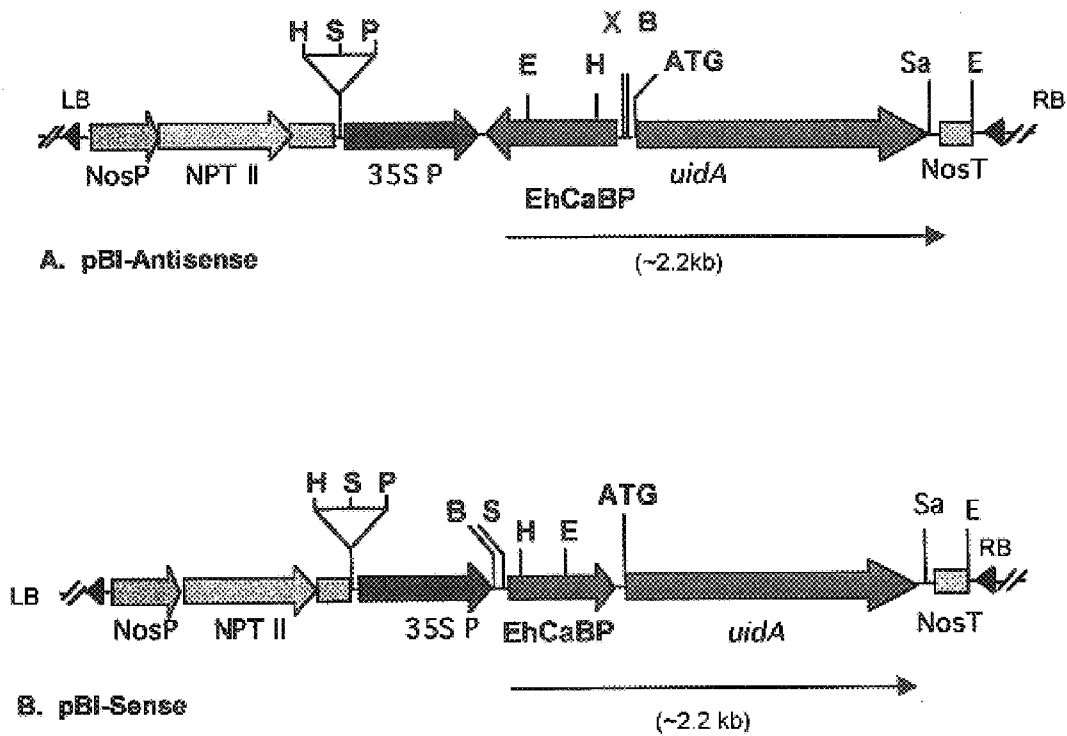 X B
H S P
E H ATG Sa E
LB RB
NosP NPT II 35S P uidA NosT
EhCaBP
A. pBI-Antisense
(~2.2kb)
H S P ATG
B S Sa E
H E RB
LB
NosP NPT II 35S P EhCaBP uidA NosT
B. pBI-Sense
(~2.2 kb)